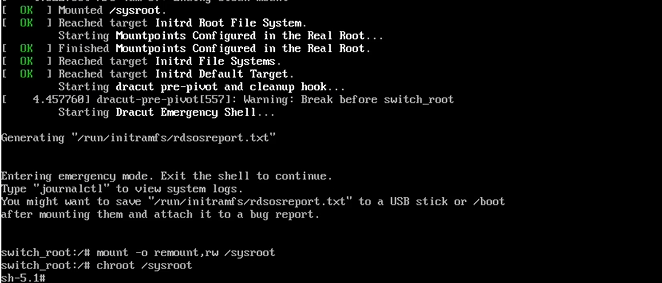 [  OK  ] Mounted /sysroot.
[  OK  ] Reached target Initrd Root File System.
Starting Mountpoints Configured in the Real Root...
[  OK  ] Finished Mountpoints Configured in the Real Root.
[  OK  ] Reached target Initrd File Systems.
[  OK  ] Reached target Initrd Default Target.
Starting dracut pre-pivot and cleanup hook...
[    4.457760] dracut-pre-pivot[557]: Warning: Break before switch_root
Starting Dracut Emergency Shell...
Generating "/run/initramfs/rdsosreport.txt"
Entering emergency mode. Exit the shell to continue.
Type "journalctl" to view system logs.
You might want to save "/run/initramfs/rdsosreport.txt" to a USB stick or /boot
after mounting them and attach it to a bug report.
switch_root:/# mount -o remount,rw /sysroot
switch_root:/# chroot /sysroot
sh-5.1#